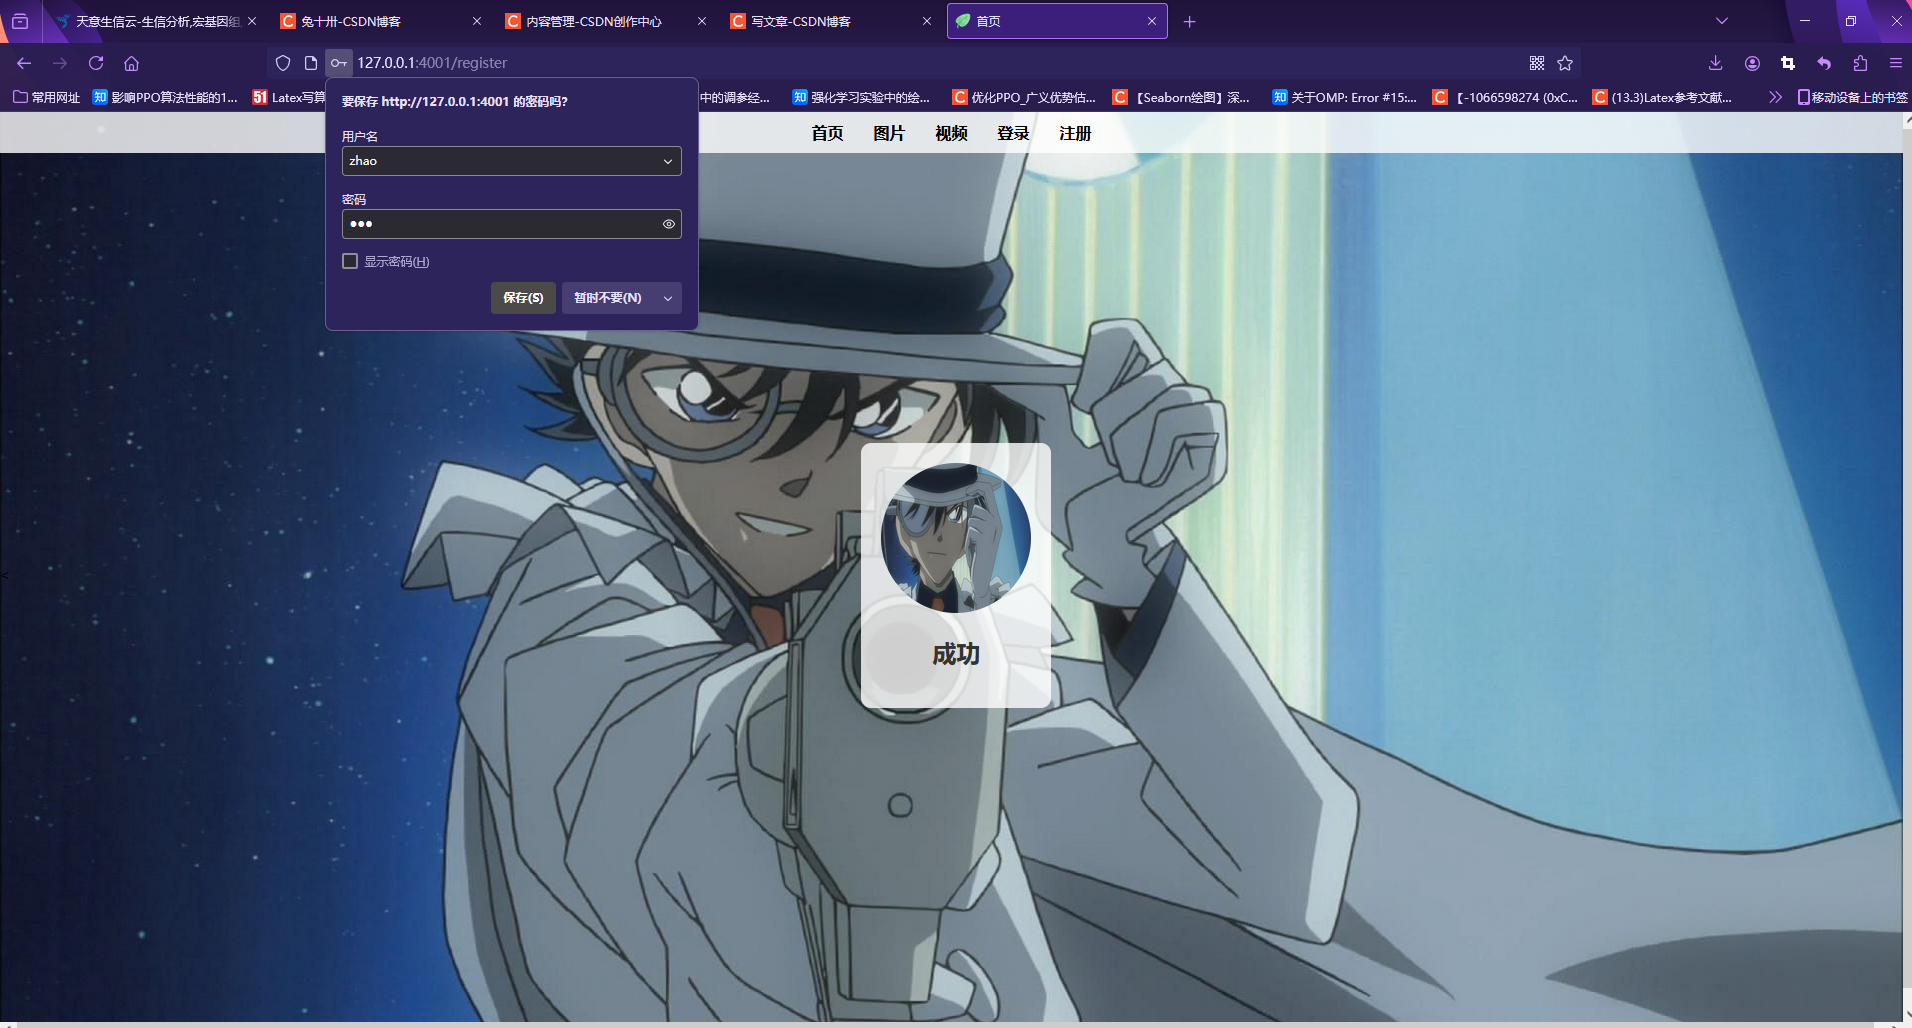 天意生信云-生信分析,宏基因组
兔十卅-CSDN博客
内容管理-CSDN创作中心
写文章-CSDN博客
首页
127.0.0.1:4001/register
常用网址
影响PPO算法性能的1...
Latex写算
中的调参经...
强化学习实验中的绘...
优化PPO_广义优势估...
【Seaborn绘图】深...
关于OMP: Error #15:...
【-1066598274 (0xC...
(13.3)Latex参考文献...
移动设备上的书签
要保存 http://127.0.0.1:4001 的密码吗?
用户名
zhao
密码
显示密码(H)
保存(S)
暂时不要(N)
首页 图片 视频 登录 注册
<
成功